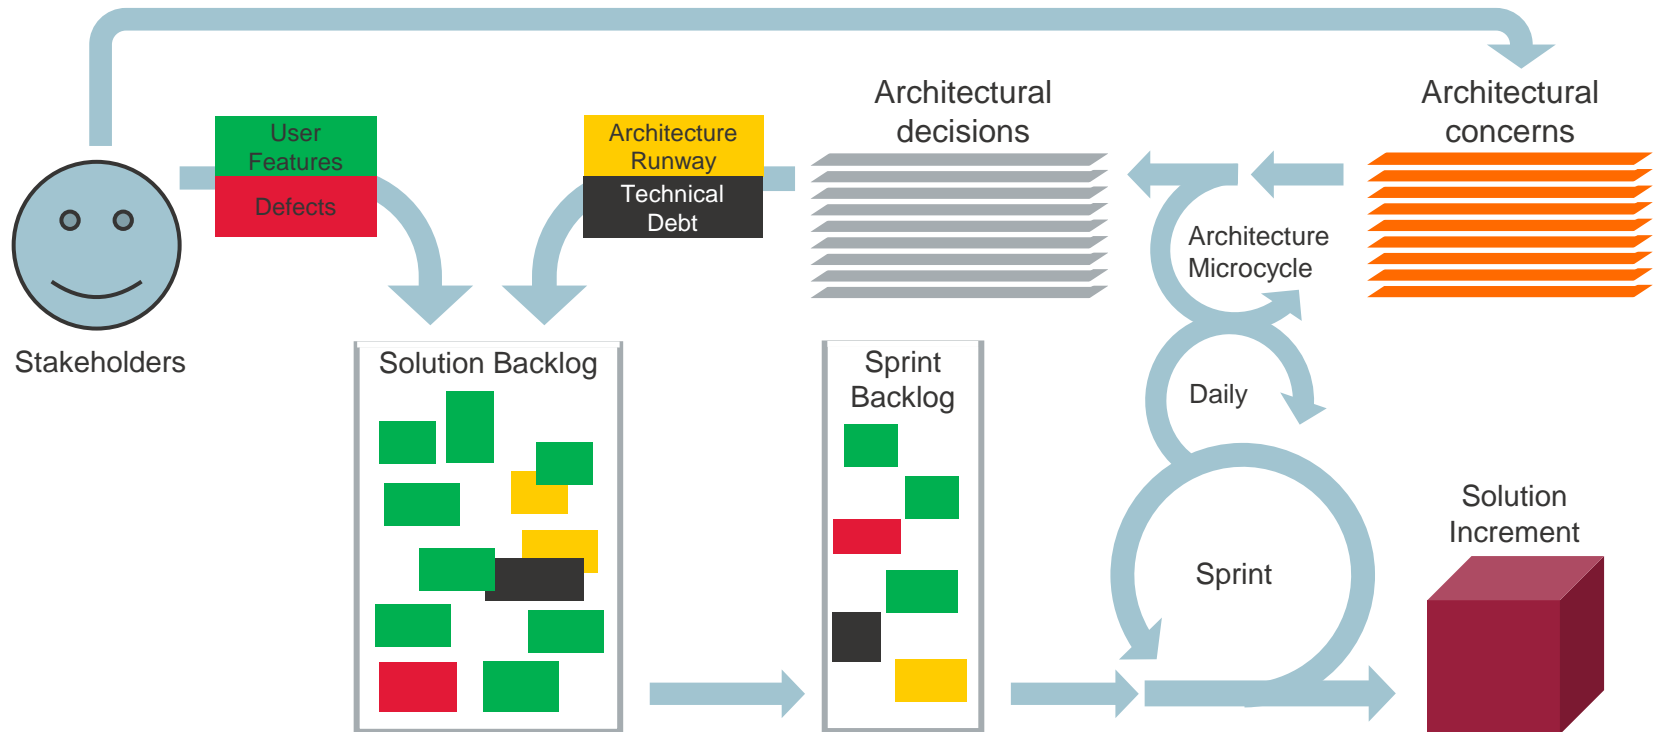 Architectural
decisions
Architectural
concerns
User
Features
Defects
Architecture
Runway
Technical
Debt
Architecture
Microcycle
Stakeholders
Solution Backlog
Sprint
Backlog
Daily
Sprint
Solution
Increment